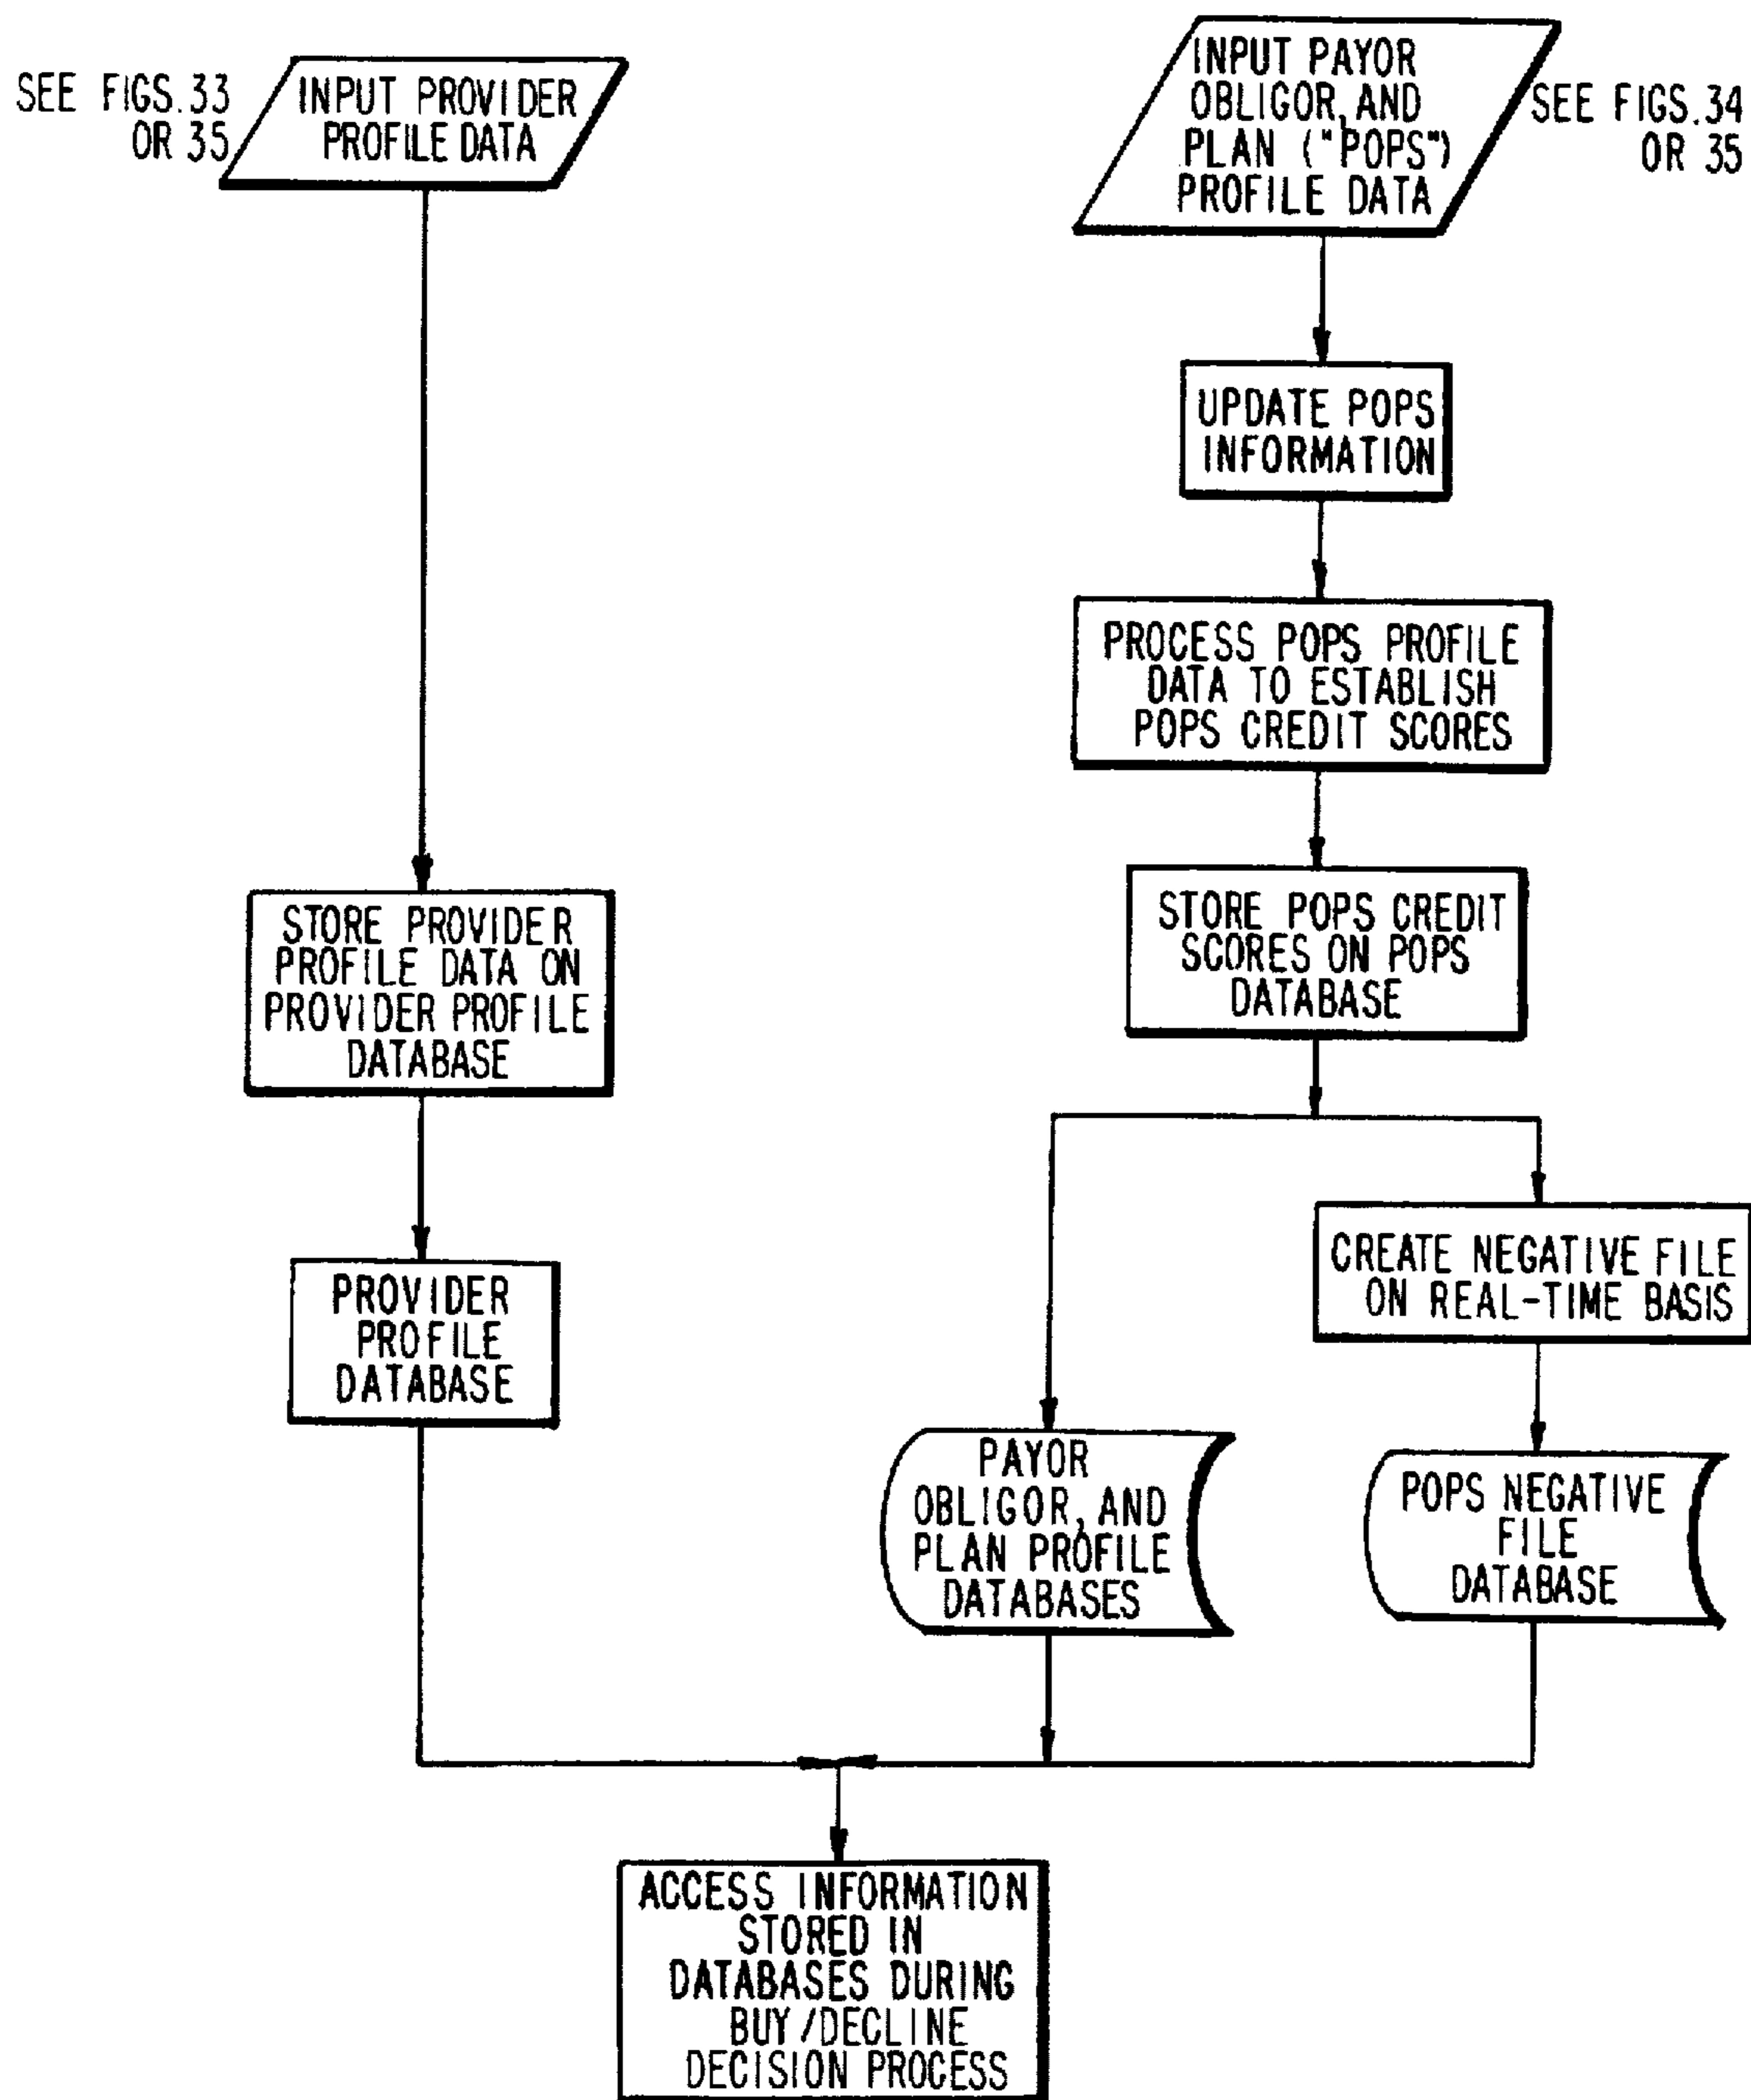 SEE FIGS.33
OR 35
INPUT PROVIDER
PROFILE DATA
INPUT PAYOR
OBLIGOR, AND
PLAN ("POPS")
PROFILE DATA
SEE FIGS.34
OR 35
UPDATE POPS
INFORMATION
PROCESS POPS PROFILE
DATA TO ESTABLISH
POPS CREDIT SCORES
STORE PROVIDER
PROFILE DATA ON
PROVIDER PROFILE
DATABASE
STORE POPS CREDIT
SCORES ON POPS
DATABASE
PROVIDER
PROFILE
DATABASE
CREATE NEGATIVE FILE
ON REAL-TIME BASIS
PAYOR
OBLIGOR, AND
PLAN PROFILE
DATABASES
POPS NEGATIVE
FILE
DATABASE
ACCESS INFORMATION
STORED IN
DATABASES DURING
BUY/DECLINE
DECISION PROCESS